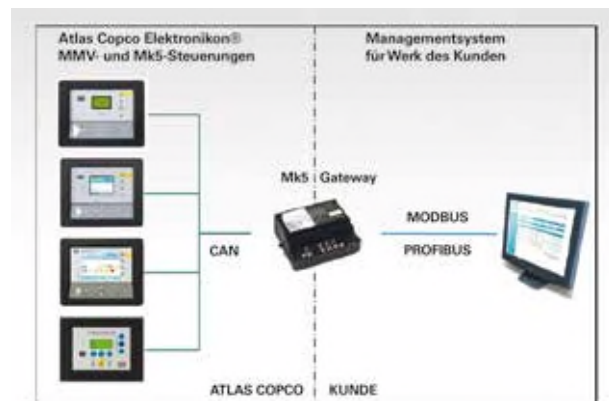 Atlas Copco Elektronikon®
MMV- und Mk5-Steuerungen
Managementsystem
für Werk des Kunden
Mk5 Gateway
CAN
MODBUS
PROFIBUS
ATLAS COPCO
KUNDE